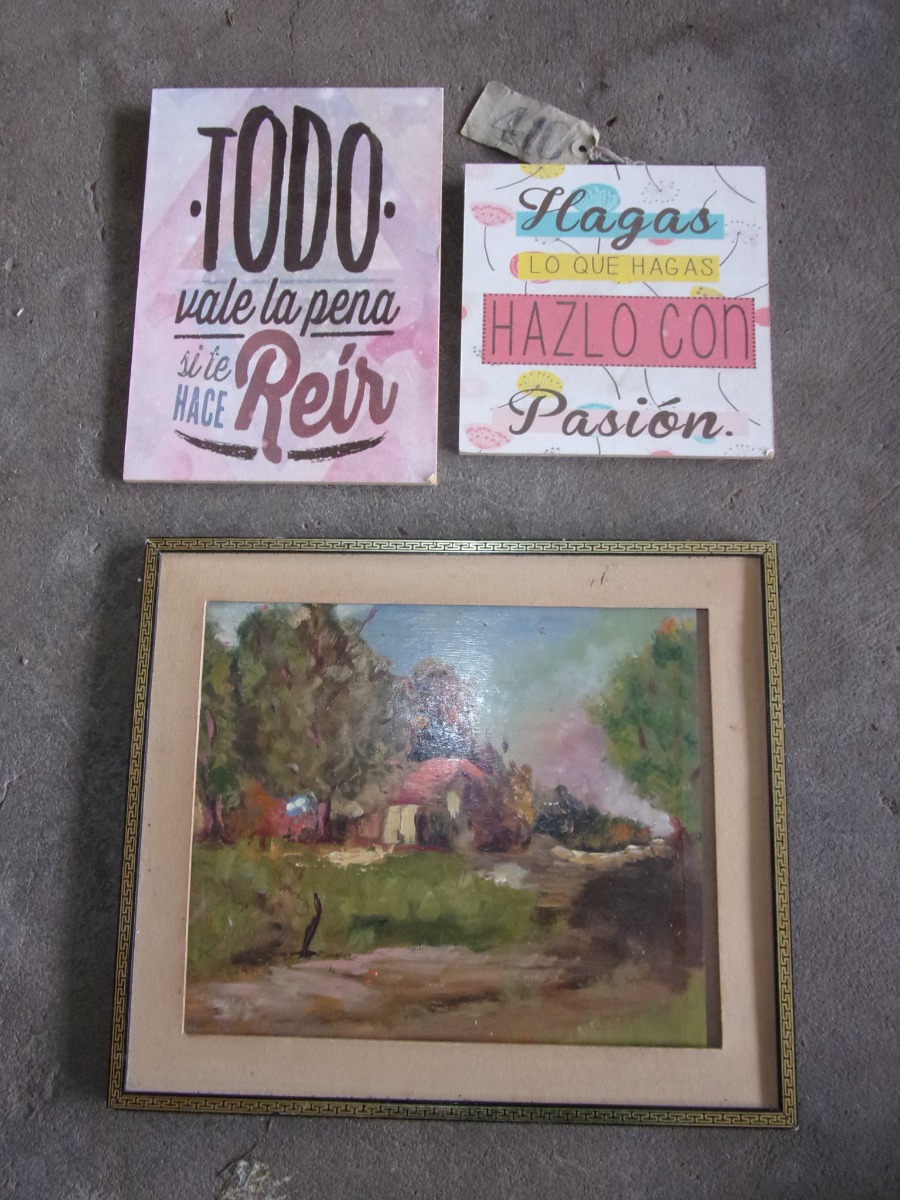 ·TODO·
vale la pena
si te
HACE Reír
Hagas
LO QUE HAGAS
HAZLO CON
Pasión.